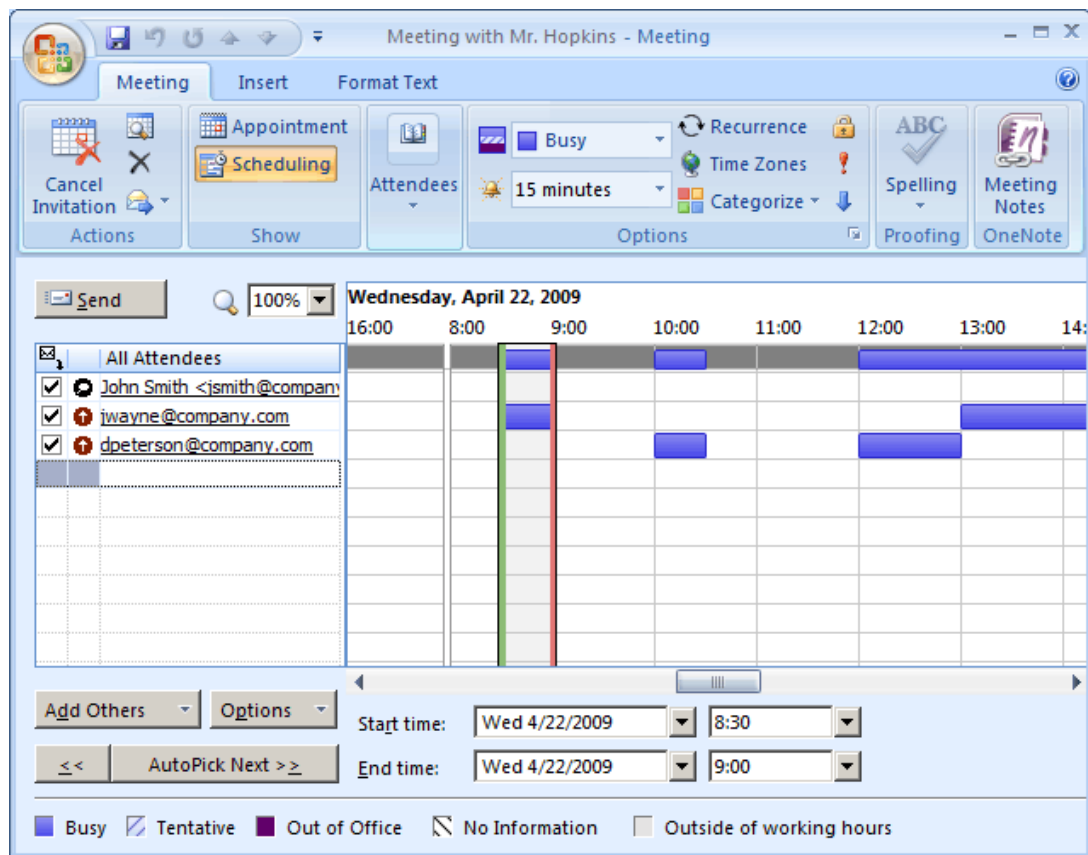 Meeting with Mr. Hopkins - Meeting
Meeting Insert Format Text
Cancel Invitation
Actions
Appointment
Scheduling
Show
Attendees
Busy
15 minutes
Recurrence
Time Zones
Categorize
Options
ABC
Spelling
Proofing
Meeting Notes
OneNote
Send
100%
Wednesday, April 22, 2009
16:00 8:00 9:00 10:00 11:00 12:00 13:00 14:
All Attendees
John Smith <jsmith@compan
jwayne@company.com
dpeterson@company.com
Add Others Options
<< AutoPick Next >>
Start time: Wed 4/22/2009 8:30
End time: Wed 4/22/2009 9:00
Busy Tentative Out of Office No Information Outside of working hours